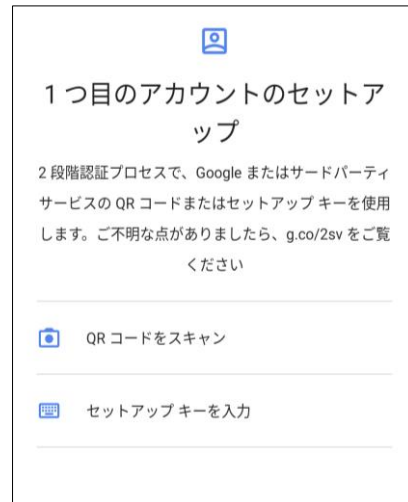 1 つ目のアカウントのセットア
ップ
2 段階認証プロセスで、Google またはサードパーティ
サービスの QR コードまたはセットアップ キーを使用
します。ご不明な点がありましたら、g.co/2sv をご覧
ください
QR コードをスキャン
セットアップ キーを入力